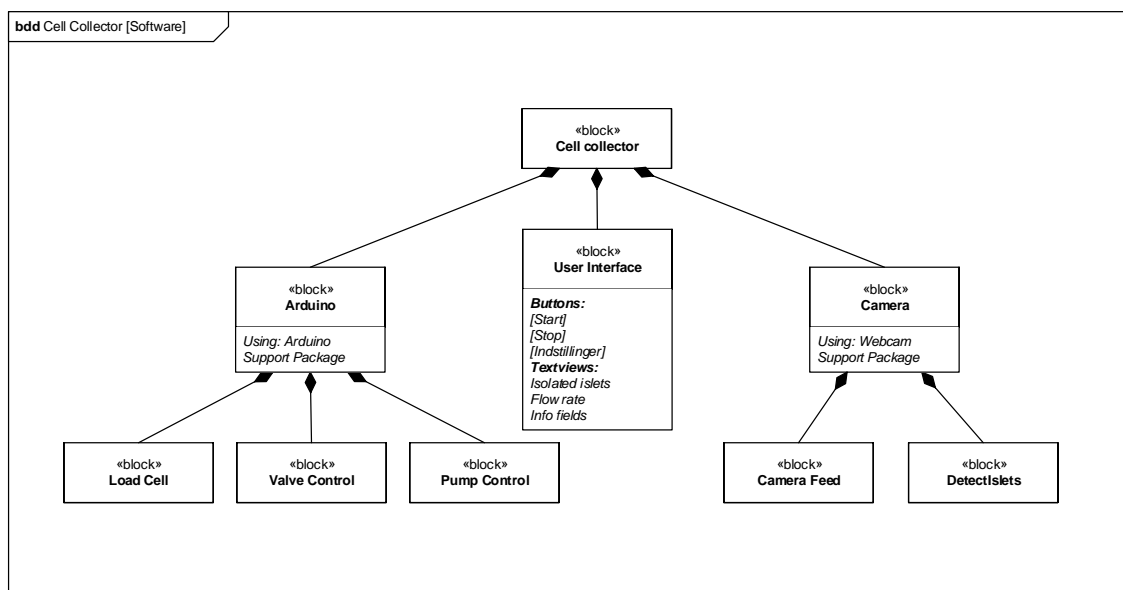 bdd Cell Collector [Software]
«block»
Cell collector
«block»
Arduino
Using: Arduino
Support Package
«block»
User Interface
Buttons:
[Start]
[Stop]
[Indstillinger]
Textviews:
Isolated islets
Flow rate
Info fields
«block»
Camera
Using: Webcam
Support Package
«block»
Load Cell
«block»
Valve Control
«block»
Pump Control
«block»
Camera Feed
«block»
DetectIslets